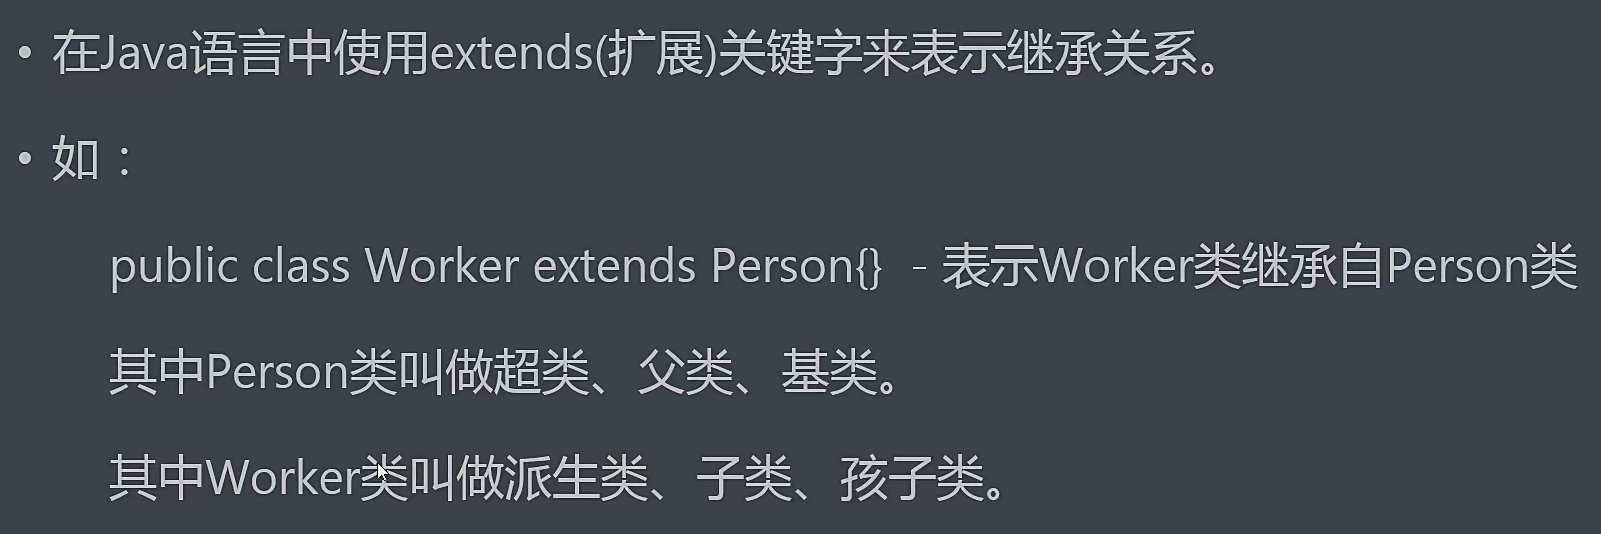 • 在Java语言中使用extends(扩展)关键字来表示继承关系。
• 如：
public class Worker extends Person{} - 表示Worker类继承自Person类
其中Person类叫做超类、父类、基类。
其中Worker类叫做派生类、子类、孩子类。